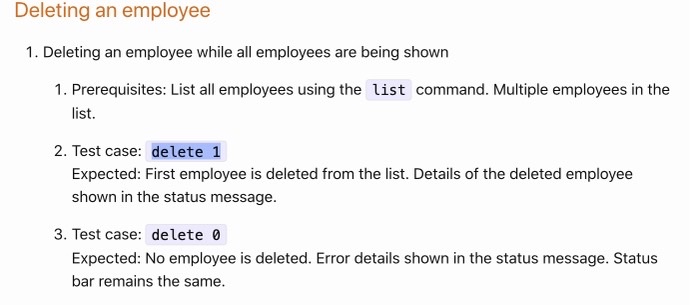 Deleting an employee
1. Deleting an employee while all employees are being shown
1. Prerequisites: List all employees using the list command. Multiple employees in the
list.
2. Test case: delete 1
Expected: First employee is deleted from the list. Details of the deleted employee
shown in the status message.
3. Test case: delete 0
Expected: No employee is deleted. Error details shown in the status message. Status
bar remains the same.